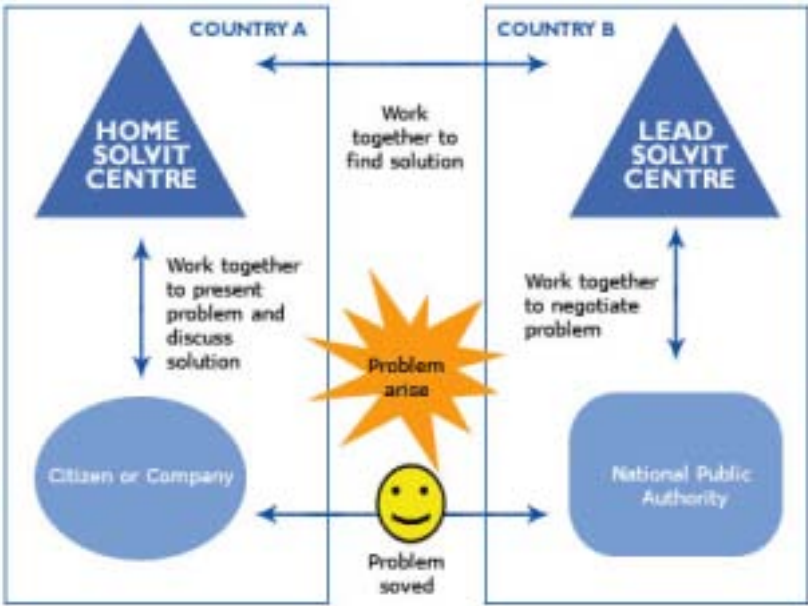 COUNTRY A
COUNTRY B
HOME
SOLVIT
CENTRE
Work
together to
find solution
LEAD
SOLVIT
CENTRE
Work together
to present
problem and
discuss
solution
Work together
to negotiate
problem
Problem
arise
Citizen or Company
National Public
Authority
Problem
soved